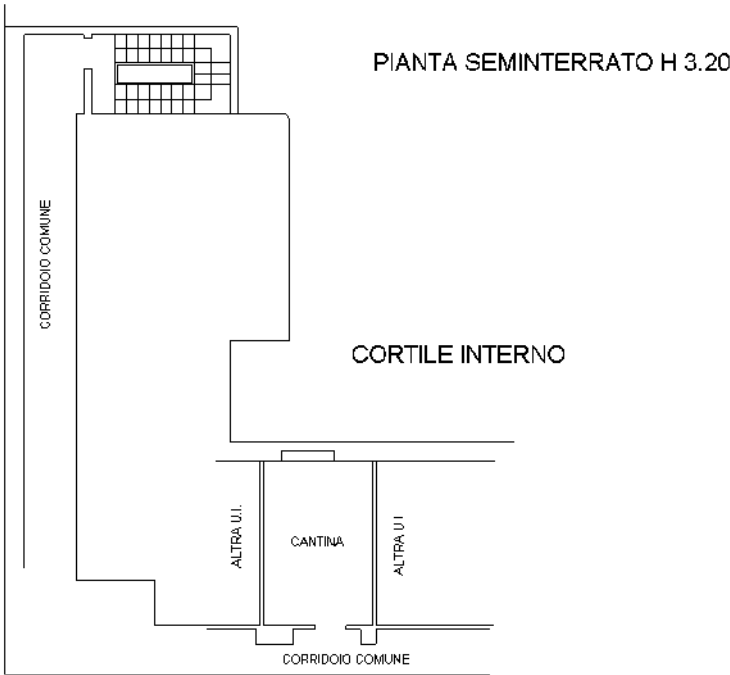 PIANTA SEMINTERRATO H 3.20
CORRIDOIO COMUNE
CORTILE INTERNO
ALTRA U.I.
CANTINA
ALTRA U.I
CORRIDOIO COMUNE